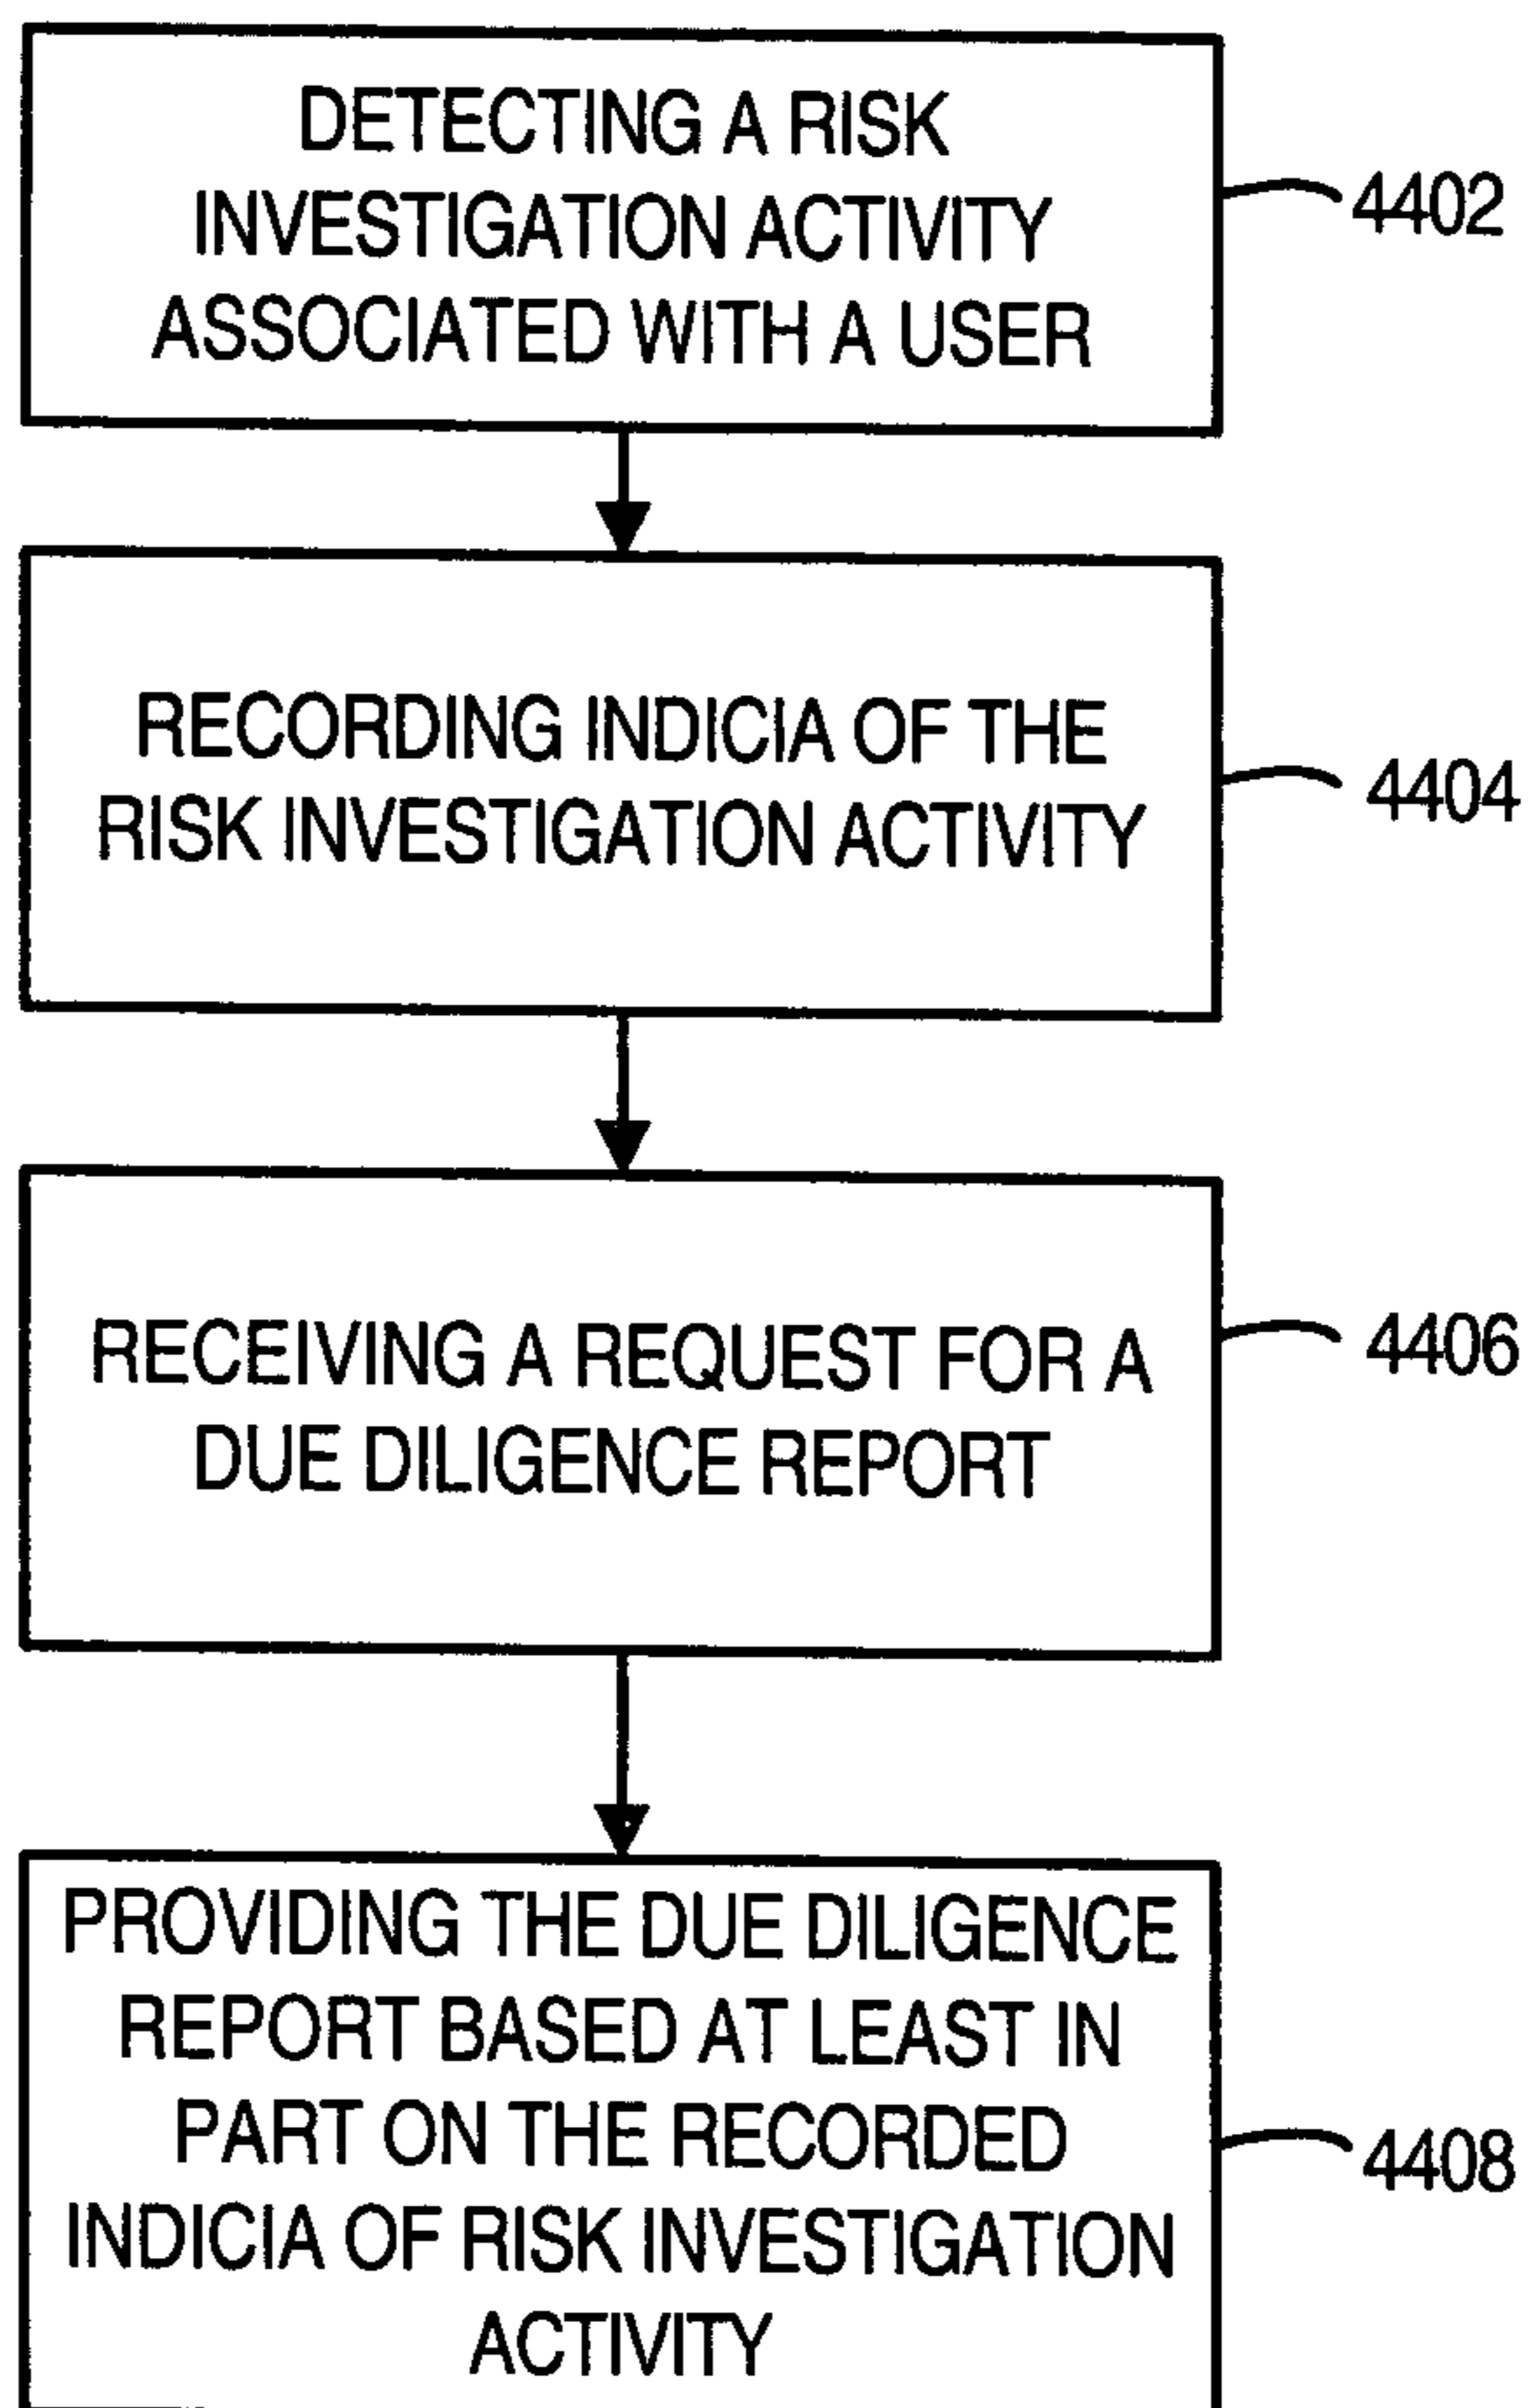 DETECTING A RISK
INVESTIGATION ACTIVITY
ASSOCIATED WITH A USER
4402
RECORDING INDICIA OF THE
RISK INVESTIGATION ACTIVITY
4404
RECEIVING A REQUEST FOR A
DUE DILIGENCE REPORT
4406
PROVIDING THE DUE DILIGENCE
REPORT BASED AT LEAST IN
PART ON THE RECORDED
INDICIA OF RISK INVESTIGATION
ACTIVITY
4408